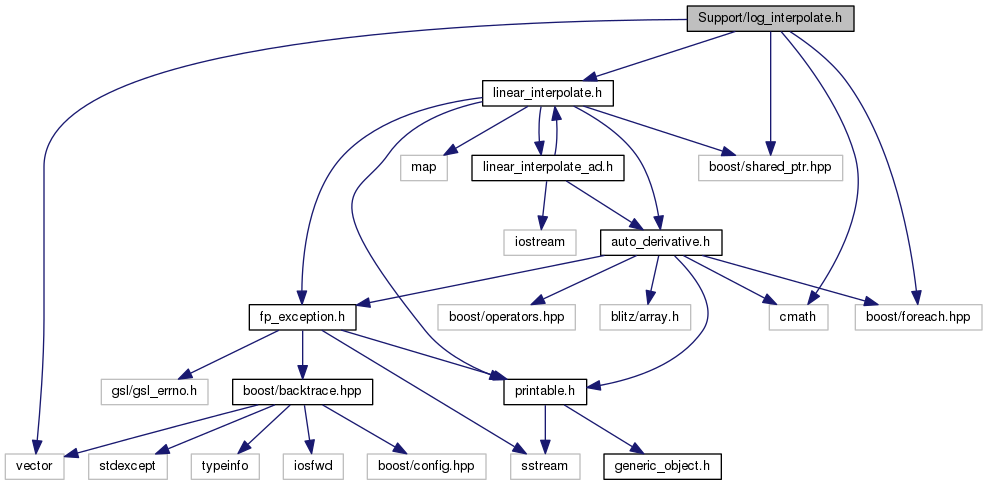 Support/log_interpolate.h
linear_interpolate.h
map
linear_interpolate_ad.h
boost/shared_ptr.hpp
iostream
auto_derivative.h
fp_exception.h
boost/operators.hpp
blitz/array.h
cmath
boost/foreach.hpp
gsl/gsl_errno.h
boost/backtrace.hpp
printable.h
vector
stdexcept
typeinfo
iosfwd
boost/config.hpp
sstream
generic_object.h